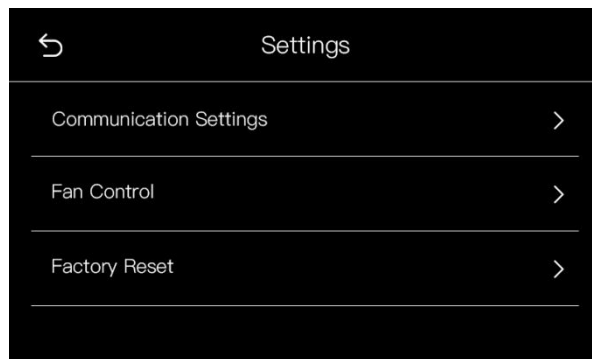 Settings
Communication Settings
Fan Control
Factory Reset